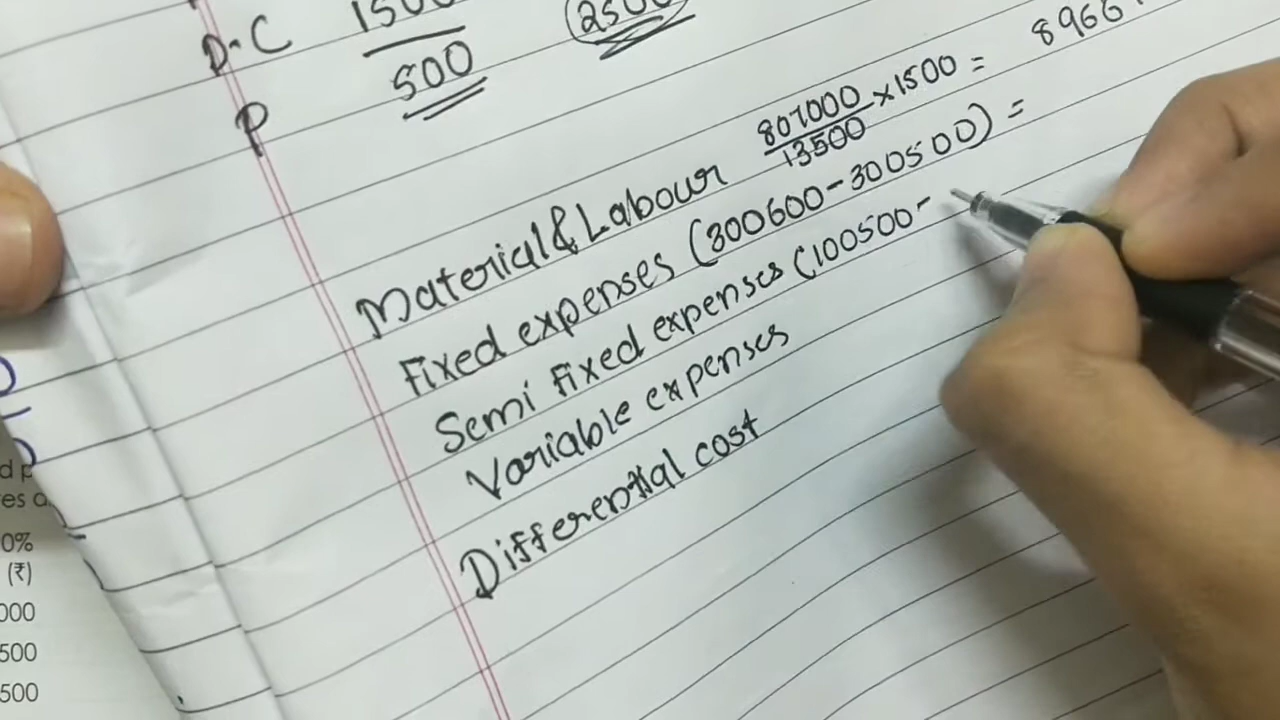 D.C 1500 2500
500
P
Material & Labour 807000/13500 × 1500 = 8966
Fixed expenses (300600 - 300500) =
Semi fixed expenses (100500 -
Variable expenses
Differential cost
0%
(₹)
000
500
500